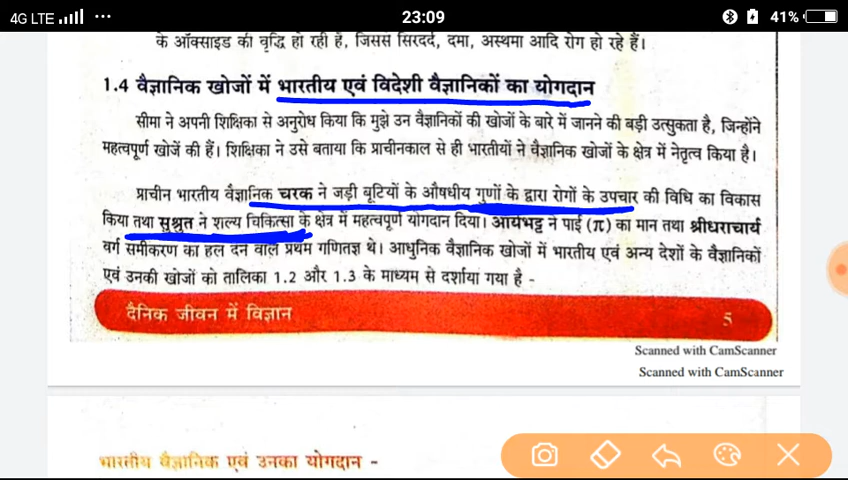 4G LTE
23:09
41%
के ऑक्साइड की वृद्धि हो रही है, जिससे सिरदर्द, दमा, अस्थमा आदि रोग हो रहे हैं।
1.4 वैज्ञानिक खोजों में भारतीय एवं विदेशी वैज्ञानिकों का योगदान
सीमा ने अपनी शिक्षिका से अनुरोध किया कि मुझे उन वैज्ञानिकों की खोजों के बारे में जानने की बड़ी उत्सुकता है, जिन्होंने
महत्वपूर्ण खोजें की हैं। शिक्षिका ने उसे बताया कि प्राचीनकाल से ही भारतीयों ने वैज्ञानिक खोजों के क्षेत्र में नेतृत्व किया है।
प्राचीन भारतीय वैज्ञानिक चरक ने जड़ी बूटियों के औषधीय गुणों के द्वारा रोगों के उपचार की विधि का विकास
किया तथा सुश्रुत ने शल्य चिकित्सा के क्षेत्र में महत्वपूर्ण योगदान दिया। आर्यभट्ट ने पाई (π) का मान तथा श्रीधराचार्य
वर्ग समीकरण का हल देने वाले प्रथम गणितज्ञ थे। आधुनिक वैज्ञानिक खोजों में भारतीय एवं अन्य देशों के वैज्ञानिकों
एवं उनकी खोजों को तालिका 1.2 और 1.3 के माध्यम से दर्शाया गया है -
दैनिक जीवन में विज्ञान 5
Scanned with CamScanner
Scanned with CamScanner
भारतीय वैज्ञानिक एवं उनका योगदान -